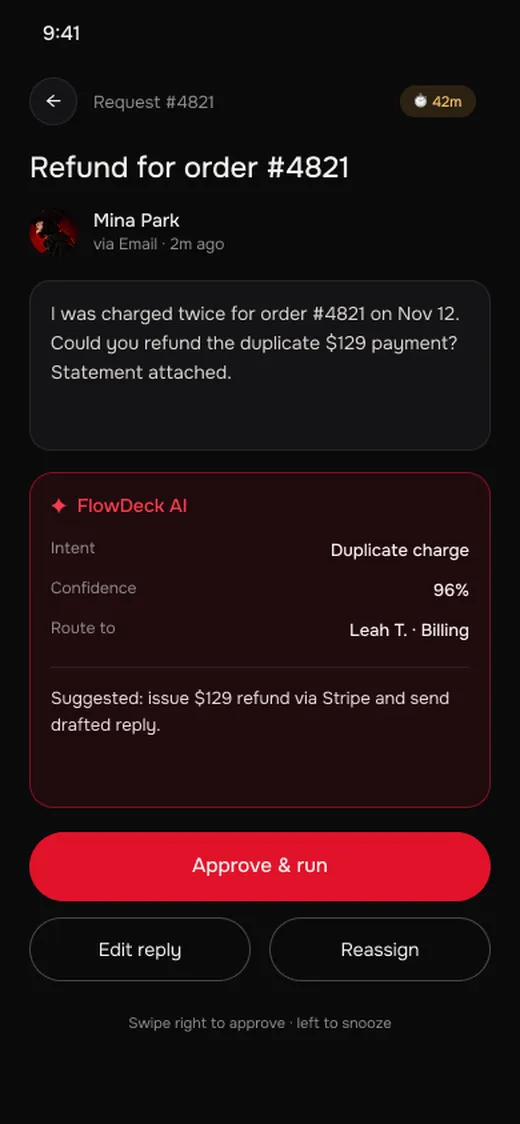 9:41
Request #4821
42m
Refund for order #4821
Mina Park
via Email · 2m ago
I was charged twice for order #4821 on Nov 12.
Could you refund the duplicate $129 payment?
Statement attached.
FlowDeck AI
Intent
Duplicate charge
Confidence
96%
Route to
Leah T. · Billing
Suggested: issue $129 refund via Stripe and send
drafted reply.
Approve & run
Edit reply
Reassign
Swipe right to approve · left to snooze